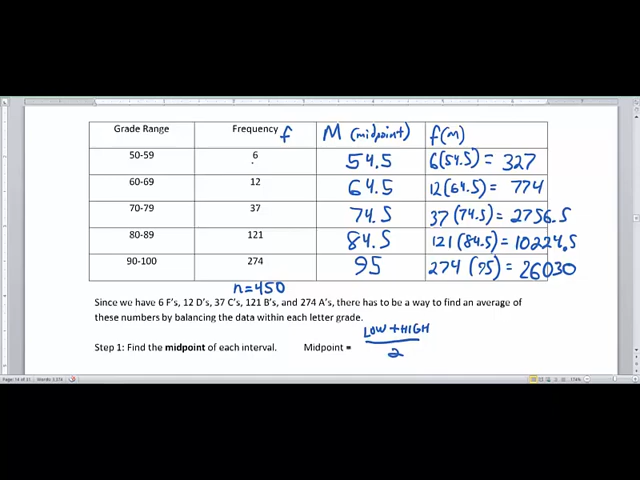 Grade Range Frequency f M (midpoint) f(M)
50-59 6 54.5 6(54.5) = 327
60-69 12 64.5 12(64.5) = 774
70-79 37 74.5 37(74.5) = 2756.5
80-89 121 84.5 121(84.5) = 10224.5
90-100 274 95 274(95) = 26030
n=450
Since we have 6 F's, 12 D's, 37 C's, 121 B's, and 274 A's, there has to be a way to find an average of
these numbers by balancing the data within each letter grade.
LOW + HIGH
Step 1: Find the midpoint of each interval. Midpoint =
2